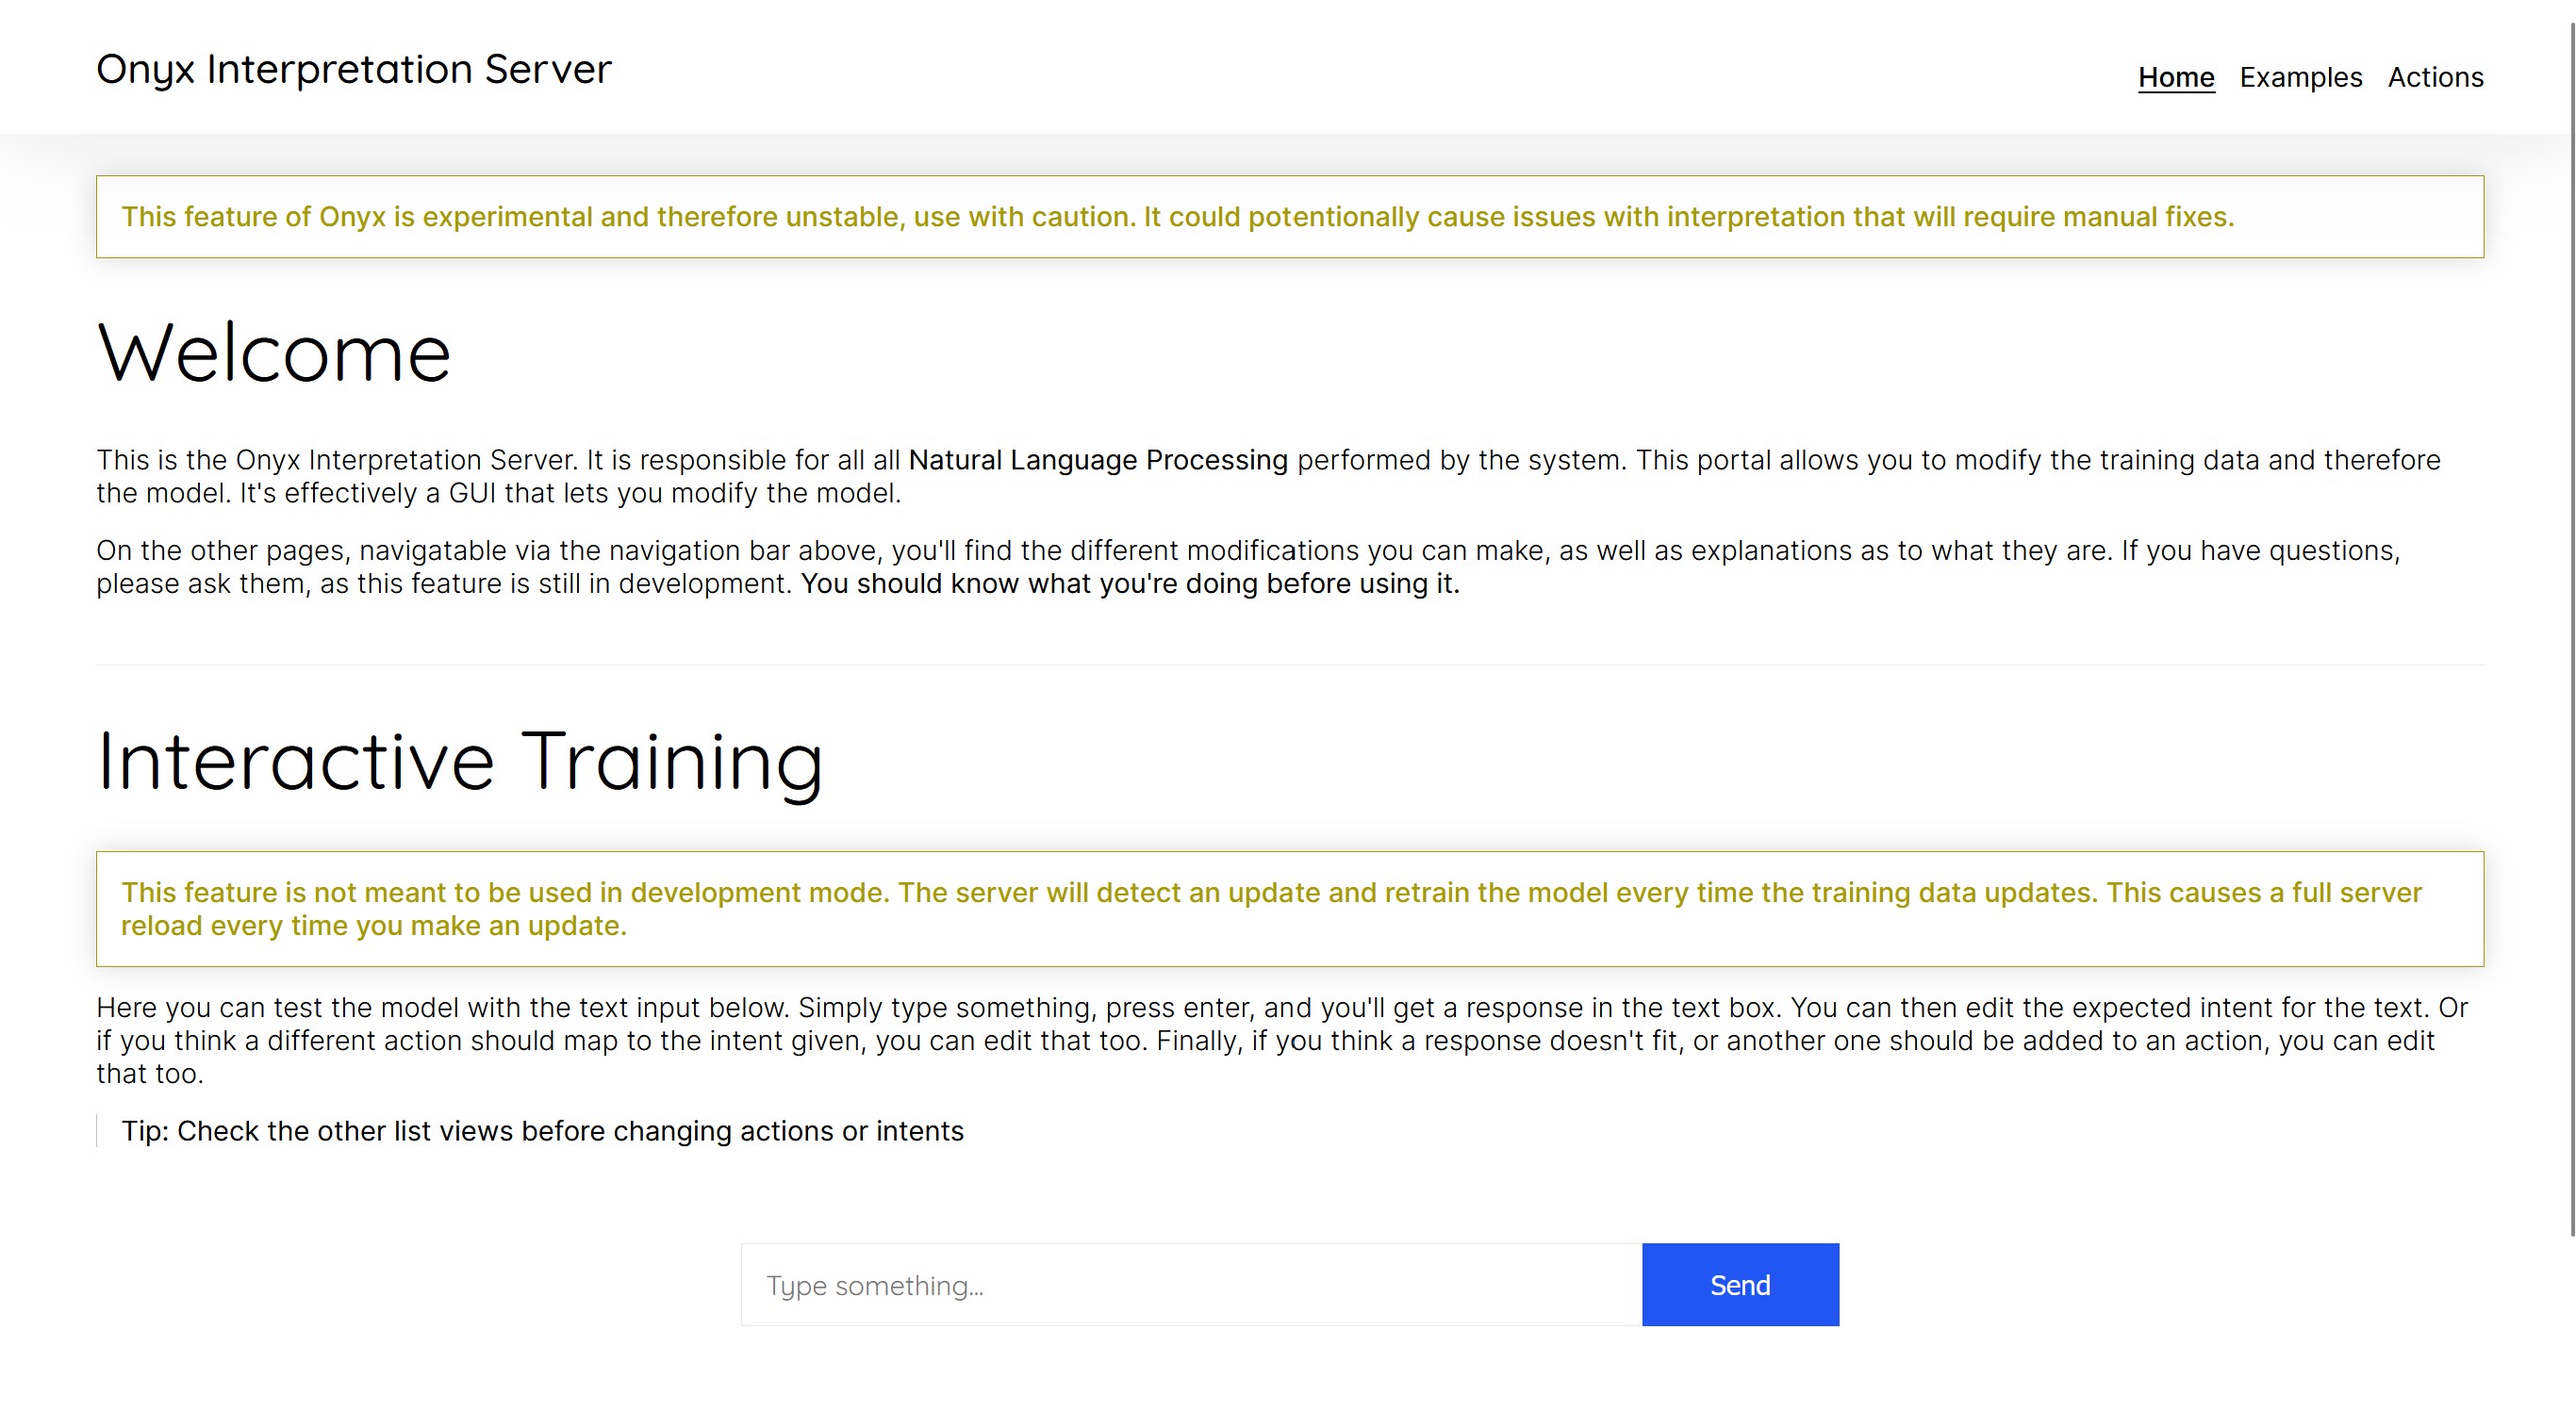 Onyx Interpretation Server
Home Examples Actions
This feature of Onyx is experimental and therefore unstable, use with caution. It could potentionally cause issues with interpretation that will require manual fixes.
Welcome
This is the Onyx Interpretation Server. It is responsible for all all Natural Language Processing performed by the system. This portal allows you to modify the training data and therefore
the model. It's effectively a GUI that lets you modify the model.
On the other pages, navigatable via the navigation bar above, you'll find the different modifications you can make, as well as explanations as to what they are. If you have questions,
please ask them, as this feature is still in development. You should know what you're doing before using it.
Interactive Training
This feature is not meant to be used in development mode. The server will detect an update and retrain the model every time the training data updates. This causes a full server
reload every time you make an update.
Here you can test the model with the text input below. Simply type something, press enter, and you'll get a response in the text box. You can then edit the expected intent for the text. Or
if you think a different action should map to the intent given, you can edit that too. Finally, if you think a response doesn't fit, or another one should be added to an action, you can edit
that too.
Tip: Check the other list views before changing actions or intents
Type something...
Send